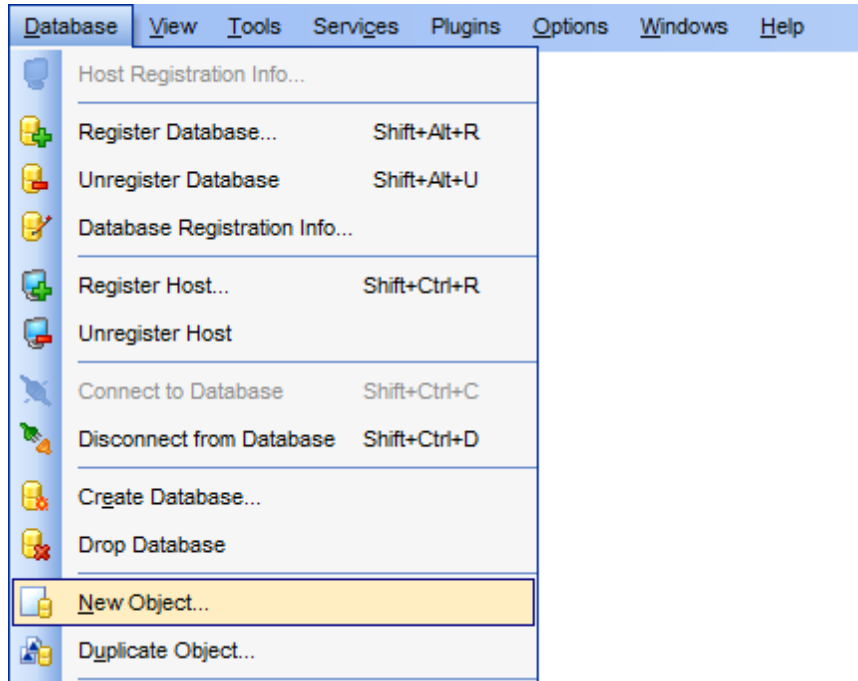 Database View Tools Services Plugins Options Windows Help
Host Registration Info...
Register Database... Shift+Alt+R
Unregister Database Shift+Alt+U
Database Registration Info...
Register Host... Shift+Ctrl+R
Unregister Host
Connect to Database Shift+Ctrl+C
Disconnect from Database Shift+Ctrl+D
Create Database...
Drop Database
New Object...
Duplicate Object...